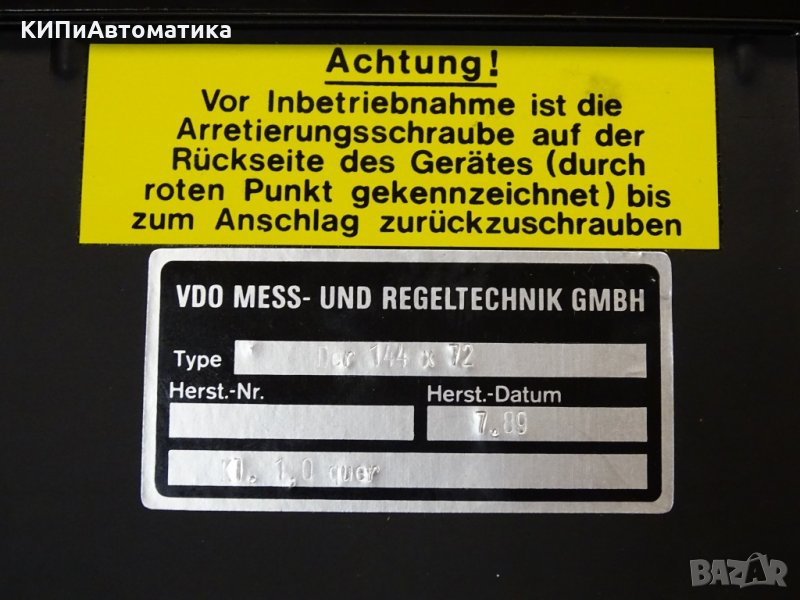 КИПиАвтоматика
Achtung!
Vor Inbetriebnahme ist die
Arretierungsschraube auf der
Rückseite des Gerätes (durch
roten Punkt gekennzeichnet) bis
zum Anschlag zurückzuschrauben
VDO MESS- UND REGELTECHNIK GMBH
Type 144 x 72
Herst.-Nr. Herst.-Datum
7.89
Kl. 1,0 quer
BAZAR